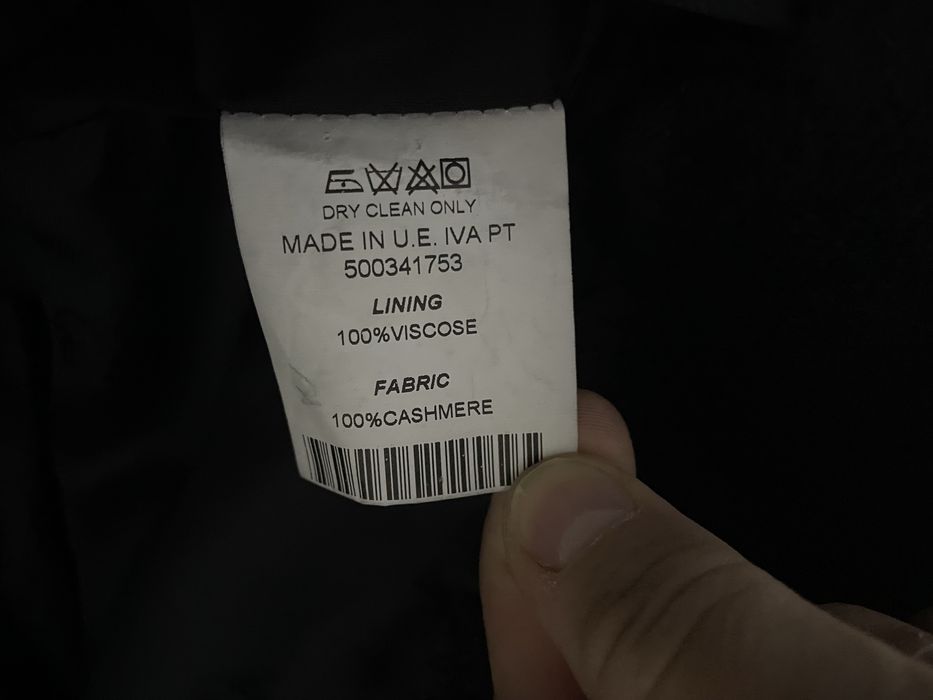 DRY CLEAN ONLY
MADE IN U.E. IVA PT
500341753
LINING
100%VISCOSE
FABRIC
100%CASHMERE